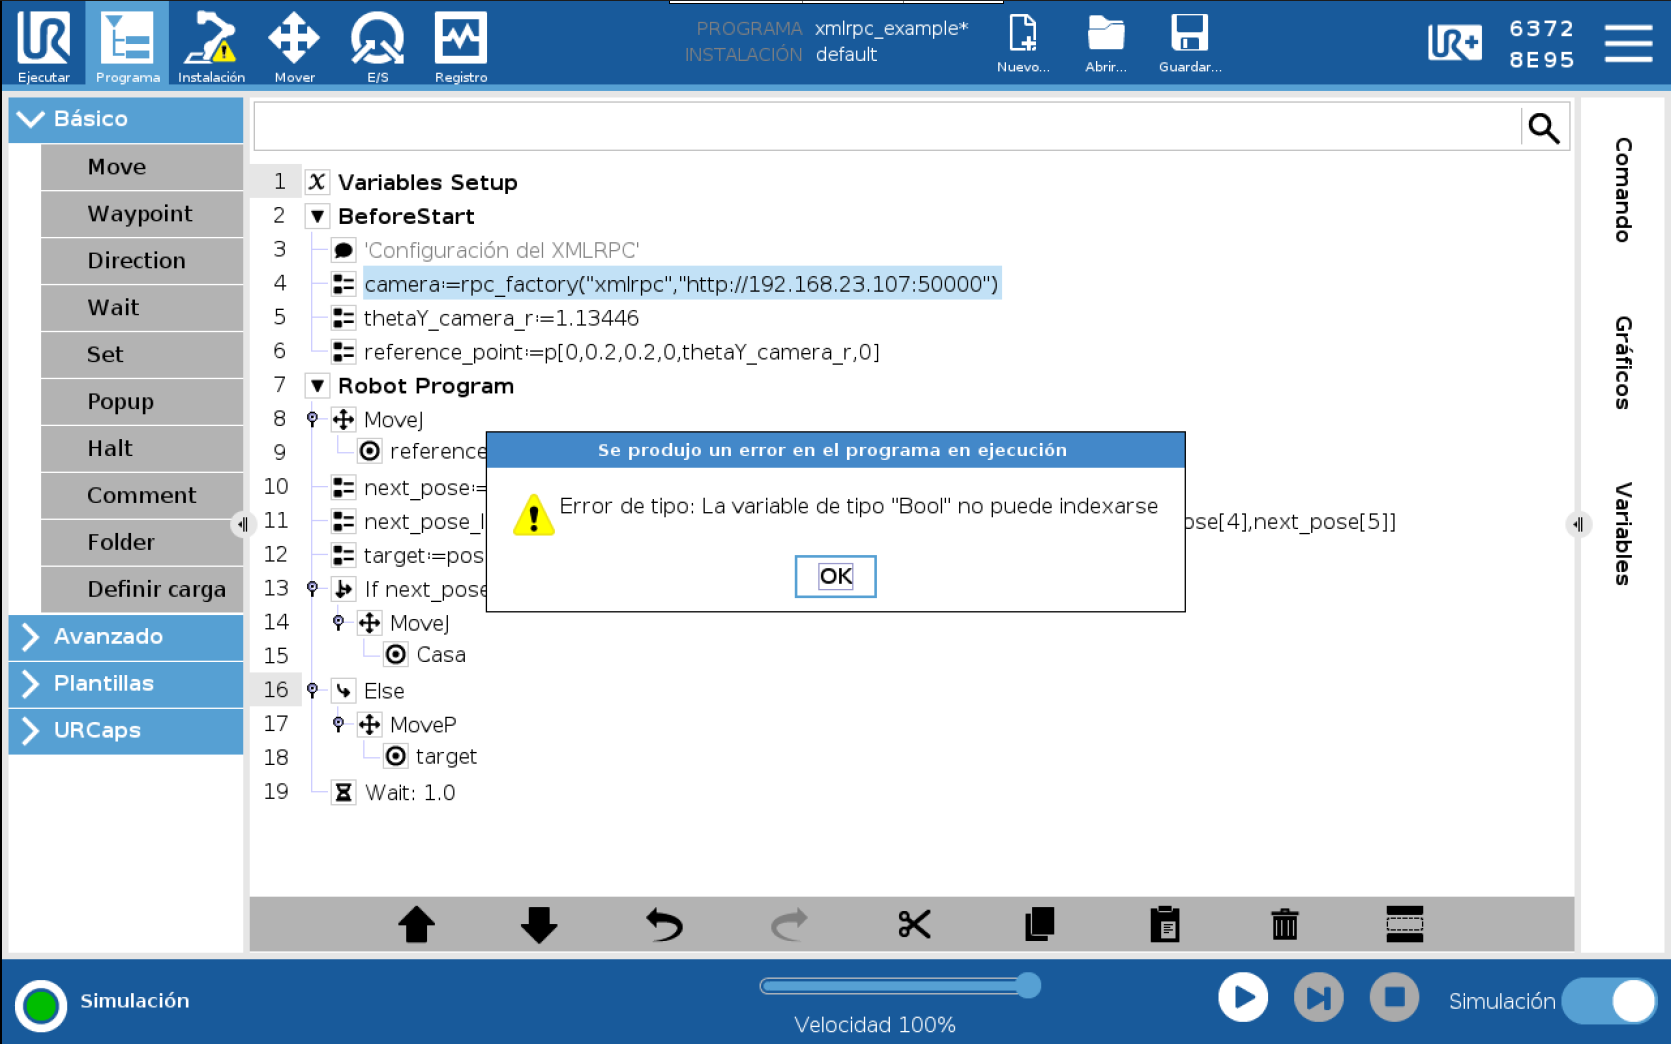 PROGRAMA xmlrpc_example*
INSTALACIÓN default
6372
8E95
Ejecutar Programa Instalación Mover E/S Registro Nuevo... Abrir... Guardar...
Básico
Move
Waypoint
Direction
Wait
Set
Popup
Halt
Comment
Folder
Definir carga
Avanzado
Plantillas
URCaps
1 Variables Setup
2 BeforeStart
3 'Configuración del XMLRPC'
4 camera:=rpc_factory("xmlrpc","http://192.168.23.107:50000")
5 thetaY_camera_r:=1.13446
6 reference_point:=p[0,0.2,0.2,0,thetaY_camera_r,0]
7 Robot Program
8 MoveJ
9 reference
10 next_pose:=
11 next_pose_ pose[4],next_pose[5]]
12 target:=pos
13 If next_pose
14 MoveJ
15 Casa
16 Else
17 MoveP
18 target
19 Wait: 1.0
Se produjo un error en el programa en ejecución
Error de tipo: La variable de tipo "Bool" no puede indexarse
OK
Comando
Gráficos
Variables
Simulación
Velocidad 100%
Simulación